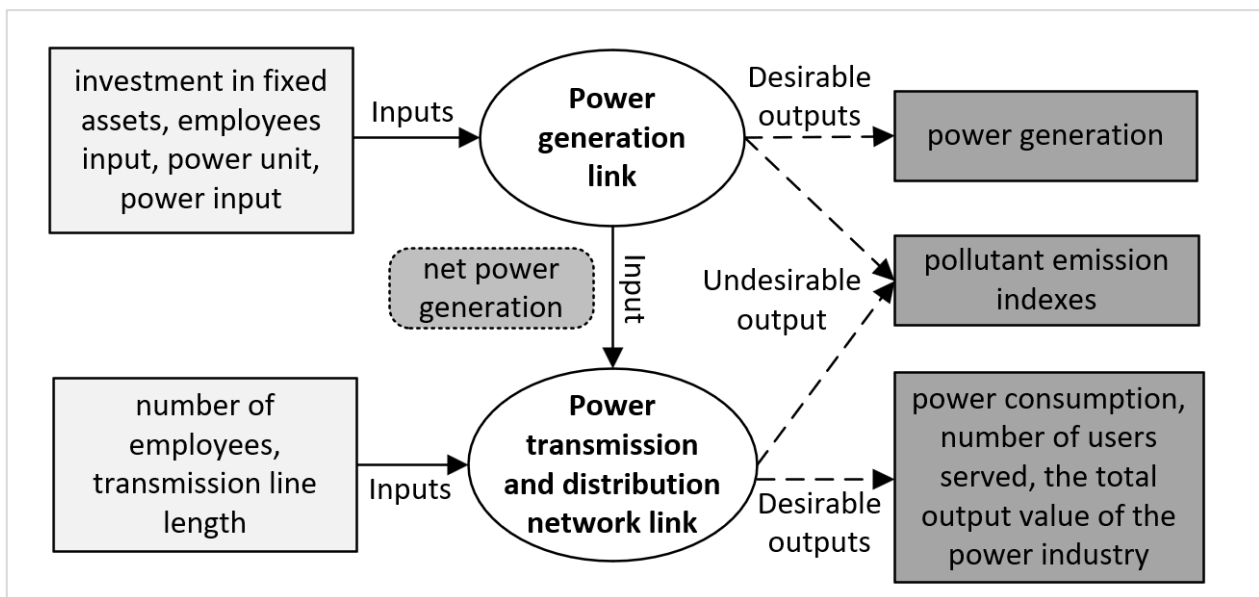 investment in fixed
assets, employees
input, power unit,
power input
Inputs
Power
generation
link
Desirable
outputs
power generation
net power
generation
Input
Undesirable
output
pollutant emission
indexes
number of
employees,
transmission line
length
Inputs
Power
transmission
and distribution
network link
Desirable
outputs
power consumption,
number of users
served, the total
output value of the
power industry